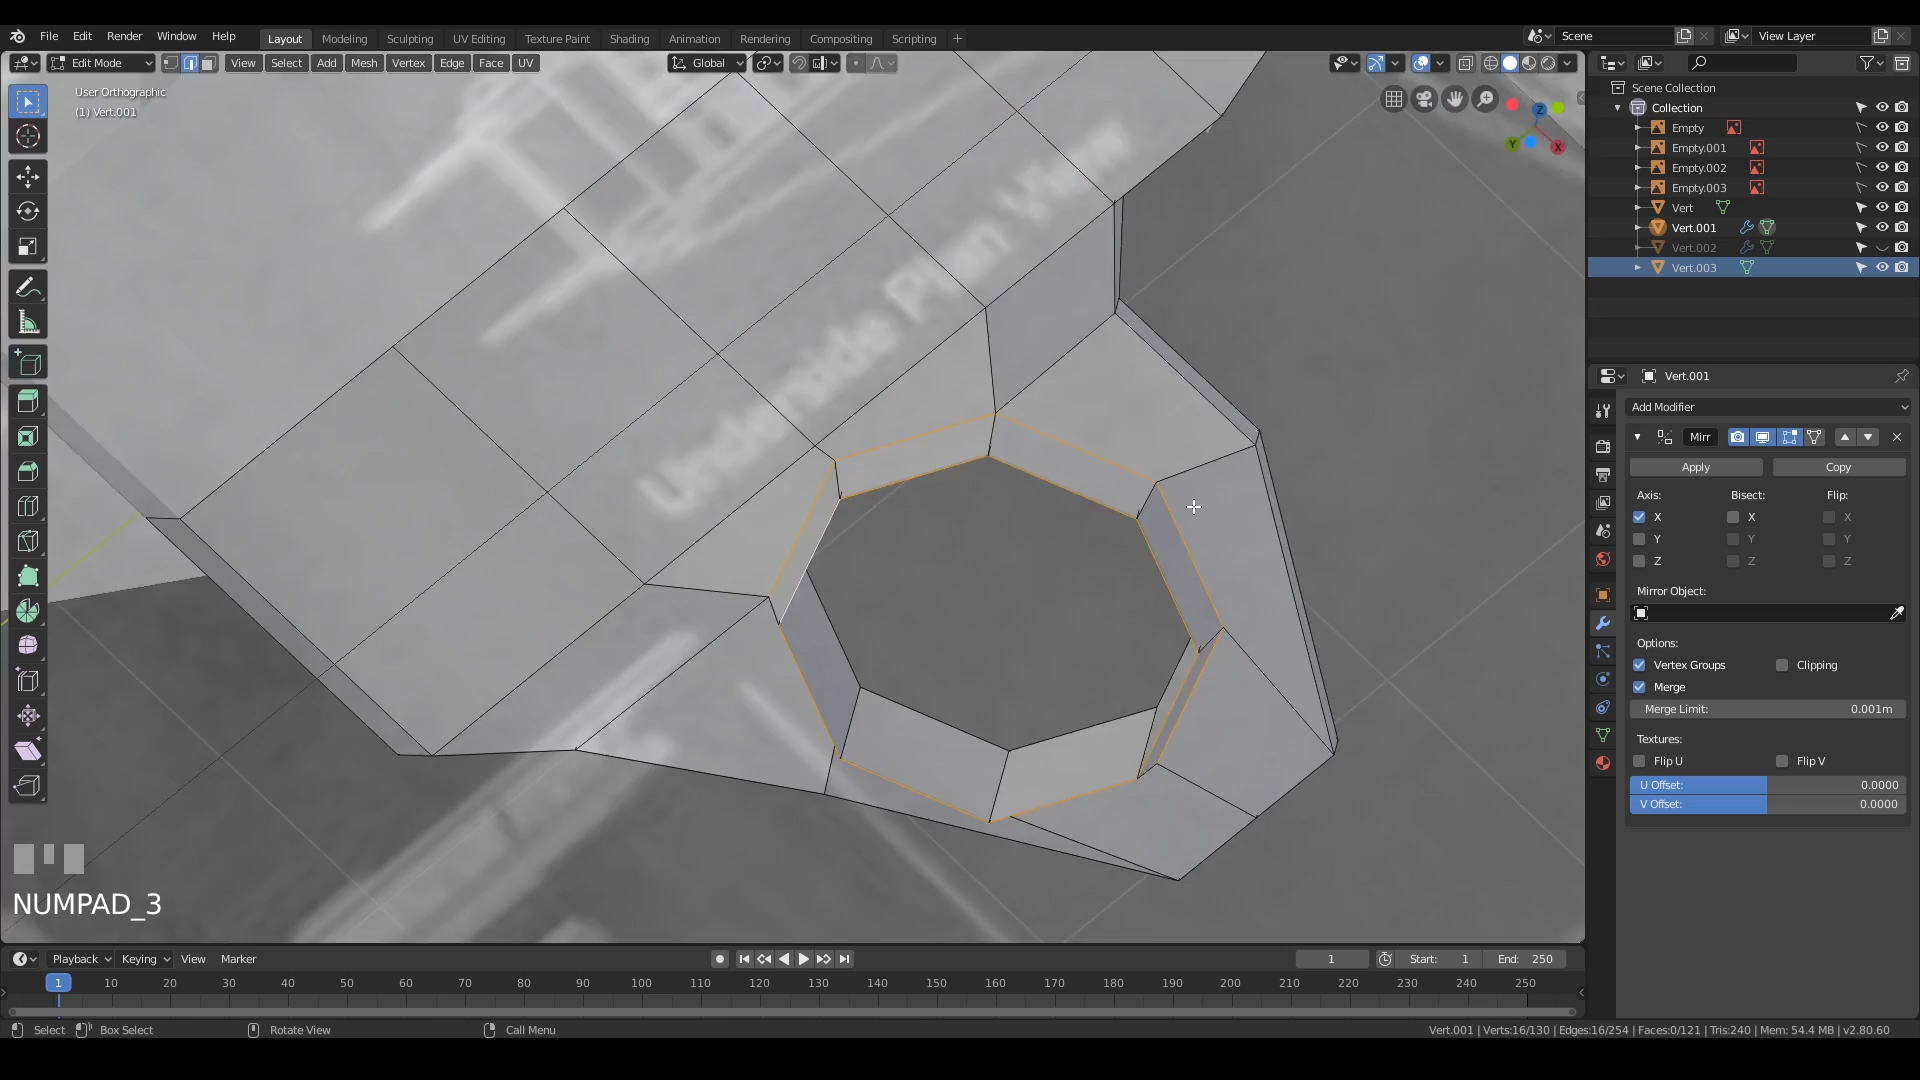 File Edit Render Window Help Layout Modeling Sculpting UV Editing Texture Paint Shading Animation Rendering Compositing Scripting + Scene View Layer
Edit Mode View Select Add Mesh Vertex Edge Face UV Global
User Orthographic
(1) Vert.001
Z
Y
X
Underside Plan View
NUMPAD_3
Scene Collection
Collection
Empty
Empty.001
Empty.002
Empty.003
Vert
Vert.001
Vert.002
Vert.003
Vert.001
Add Modifier
Mirr
Apply Copy
Axis: Bisect: Flip:
X X X
Y Y Y
Z Z Z
Mirror Object:
Options:
Vertex Groups Clipping
Merge
Merge Limit: 0.001m
Textures:
Flip U Flip V
U Offset: 0.0000
V Offset: 0.0000
Playback Keying View Marker 1 Start: 1 End: 250
1 10 20 30 40 50 60 70 80 90 100 110 120 130 140 150 160 170 180 190 200 210 220 230 240 250
Select Box Select Rotate View Call Menu Vert.001 | Verts:16/130 | Edges:16/254 | Faces:0/121 | Tris:240 | Mem: 54.4 MB | v2.80.60